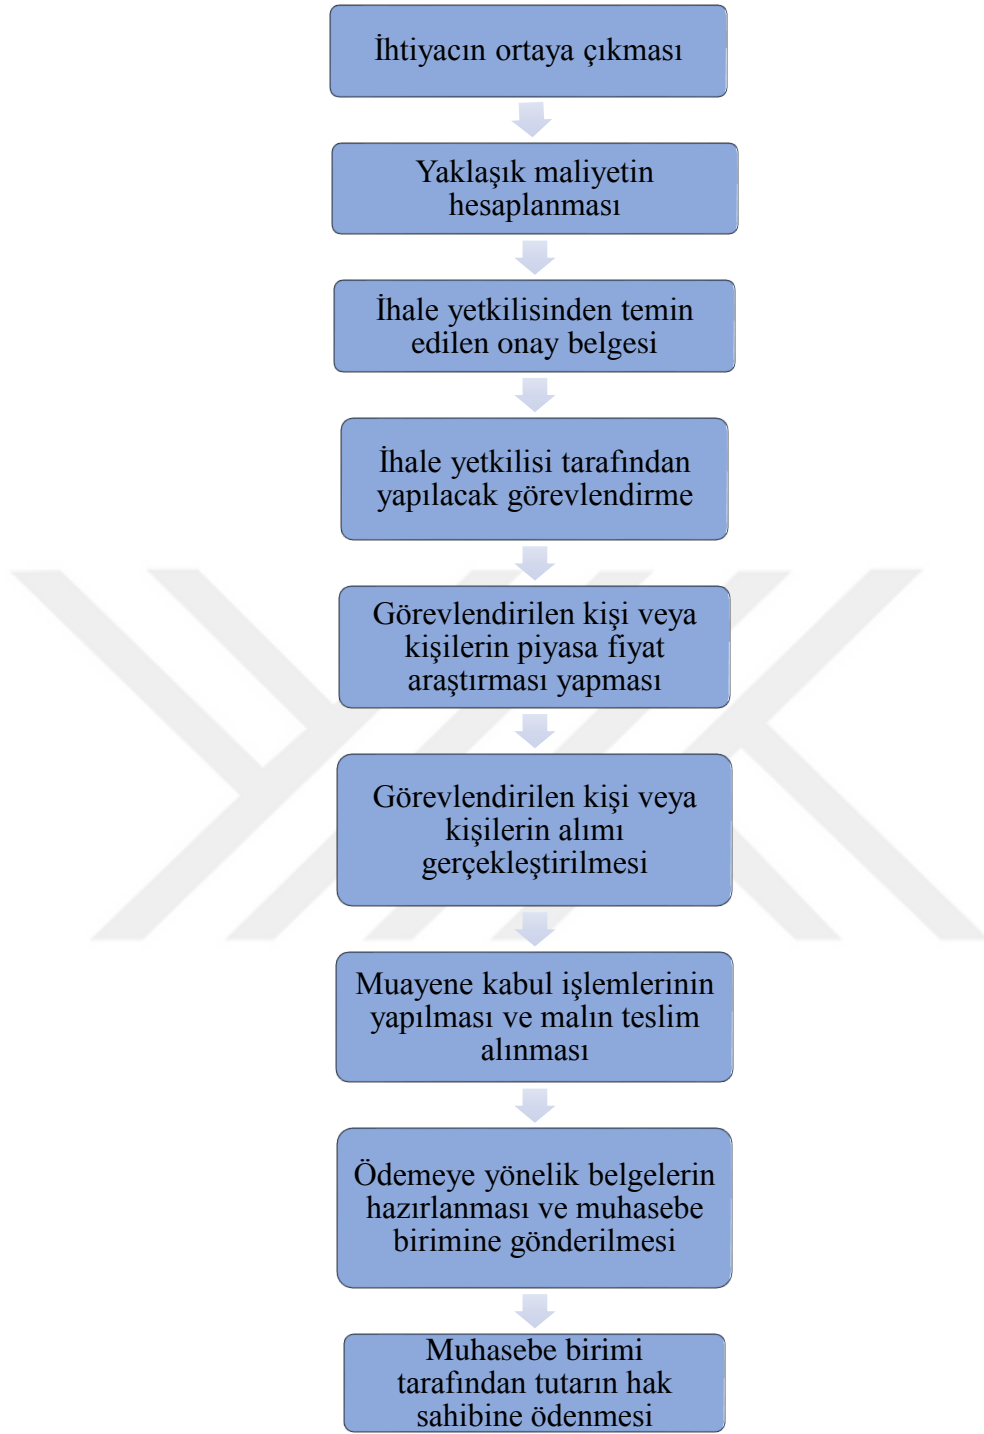 İhtiyacın ortaya çıkması
Yaklaşık maliyetin
hesaplanması
İhale yetkilisinden temin
edilen onay belgesi
İhale yetkilisi tarafından
yapılacak görevlendirme
Görevlendirilen kişi veya
kişilerin piyasa fiyat
araştırması yapması
Görevlendirilen kişi veya
kişilerin alımı
gerçekleştirilmesi
Muayene kabul işlemlerinin
yapılması ve malın teslim
alınması
Ödemeye yönelik belgelerin
hazırlanması ve muhasebe
birimine gönderilmesi
Muhasebe birimi
tarafından tutarın hak
sahibine ödenmesi